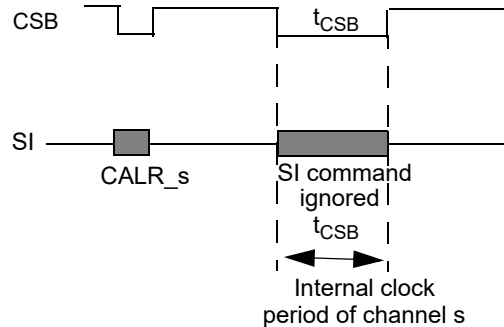 CSB
tCSB
SI
CALR_s
SI command
ignored
tCSB
Internal clock
period of channel s